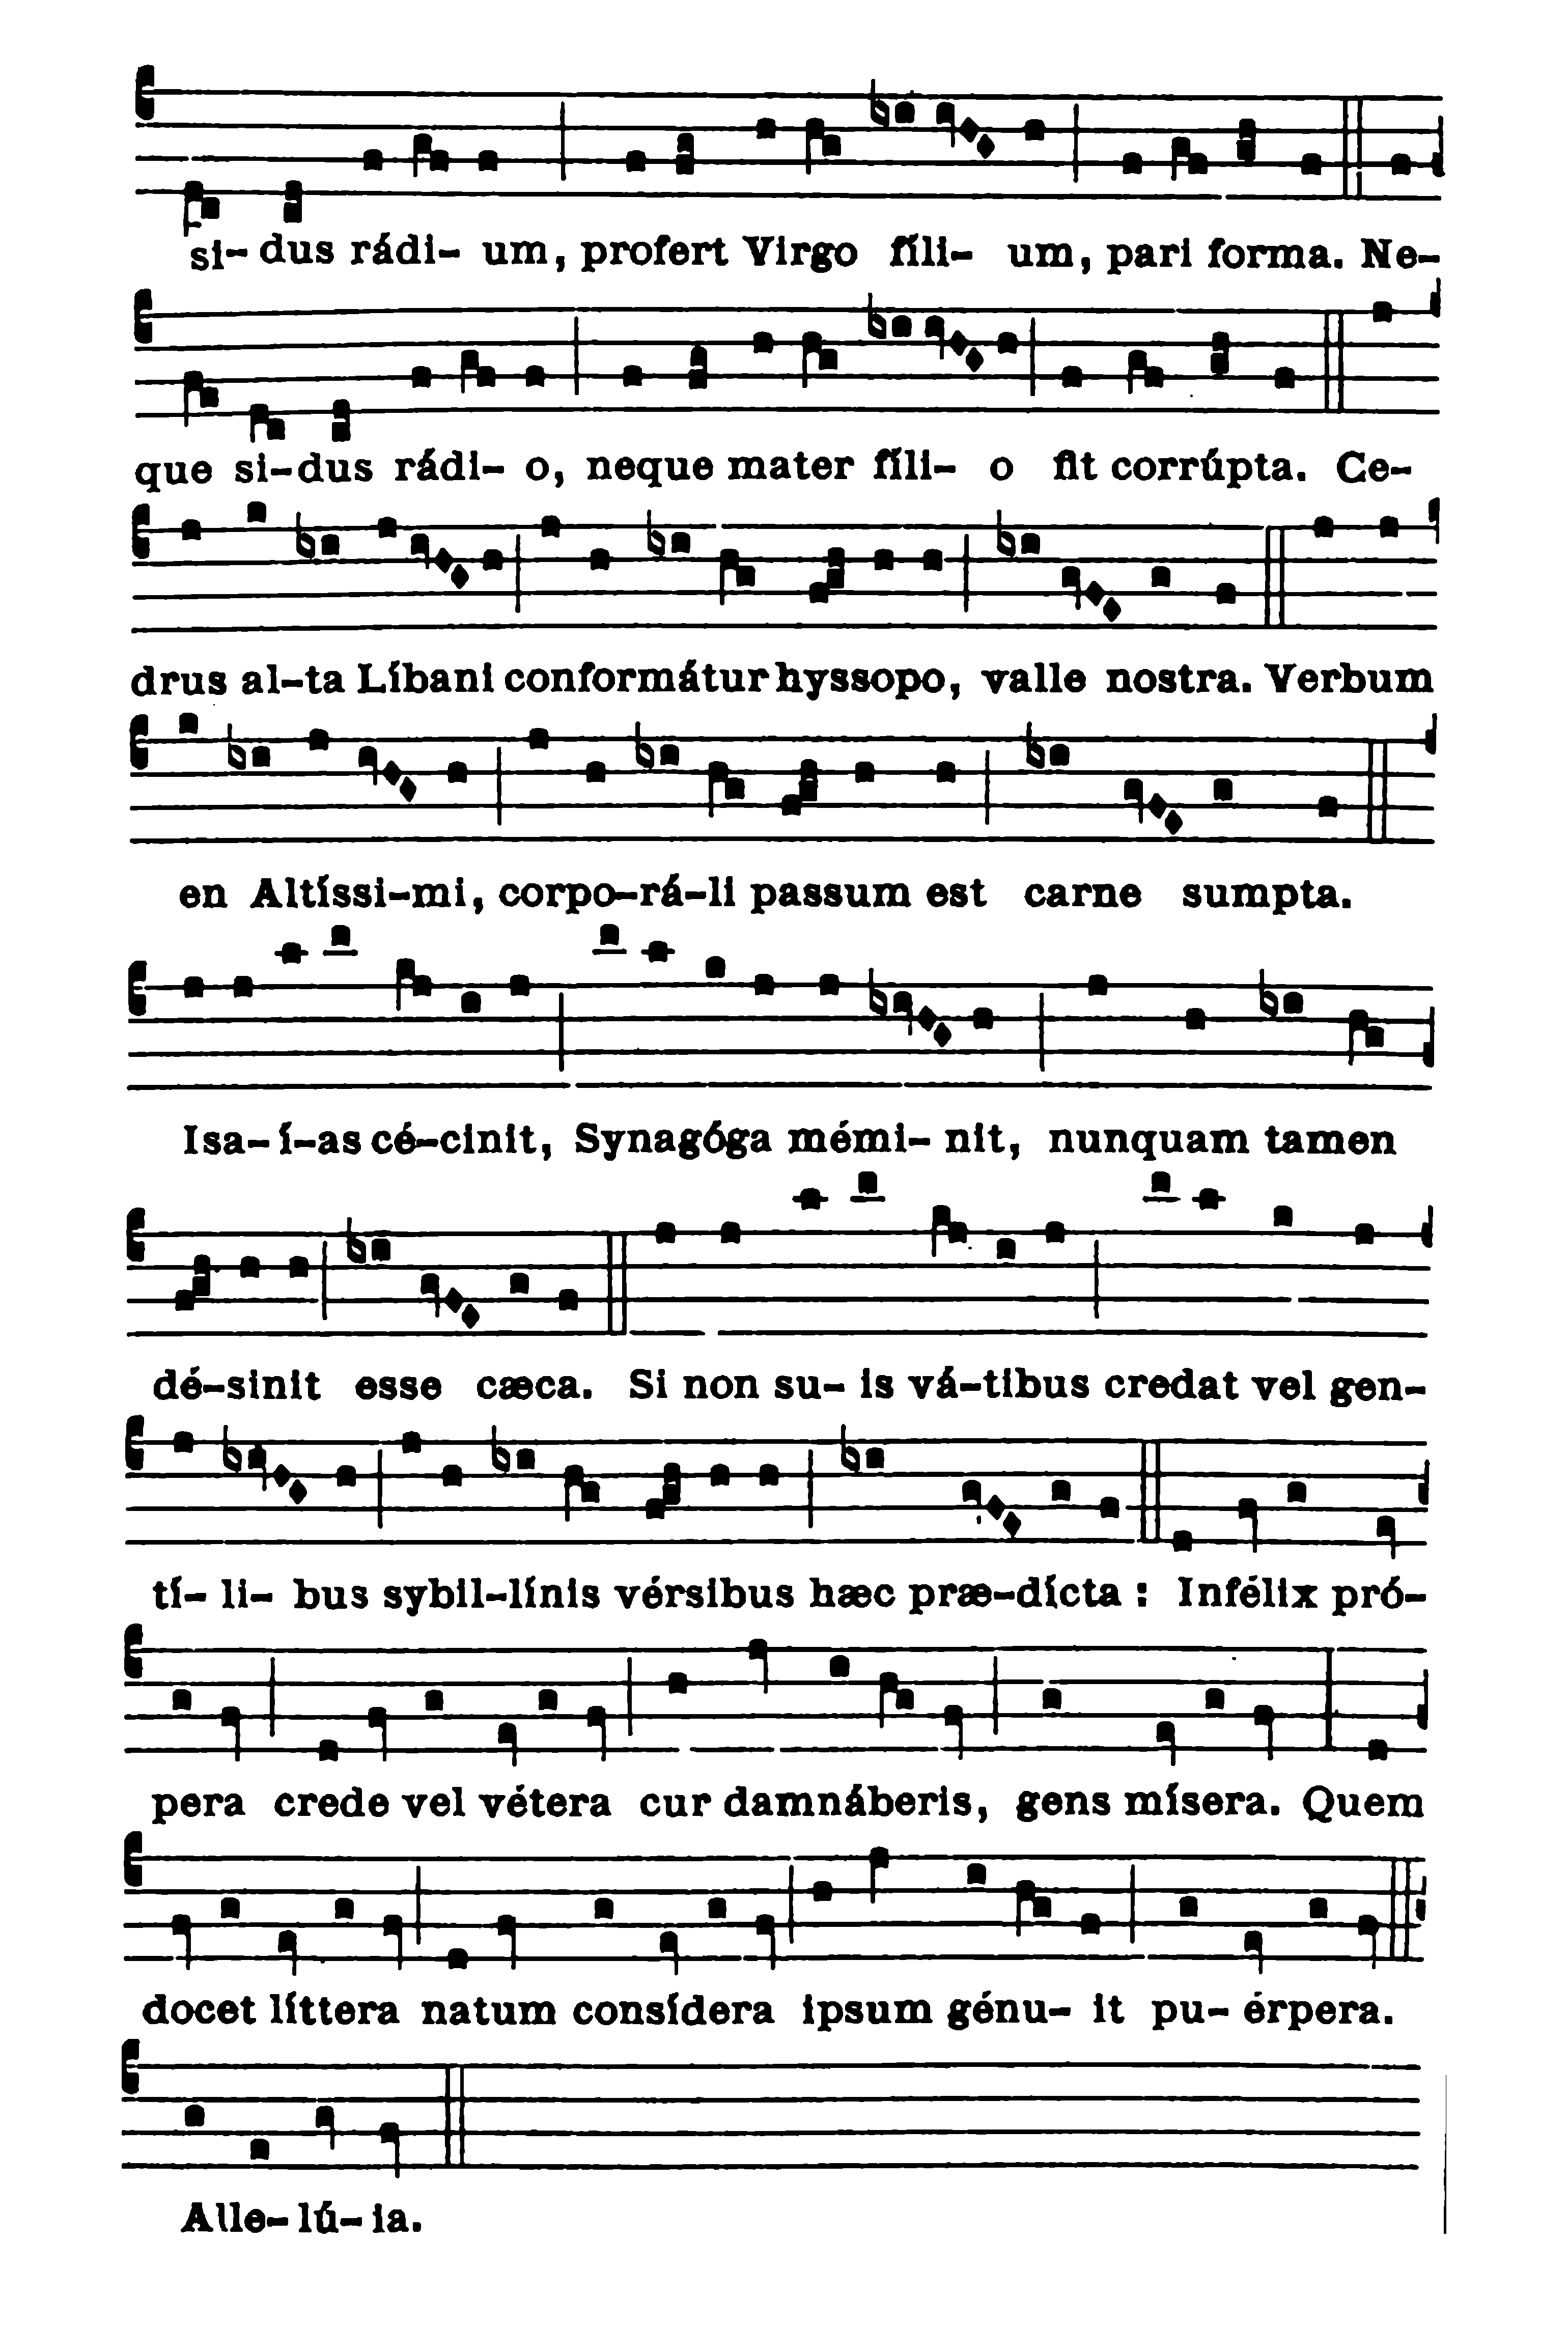 si- dus rádi- um, profert Virgo fíli- um, pari forma. Ne-
que si-dus rádi- o, neque mater fíli- o fit corrúpta. Ce-
drus al-ta Líbani conformátur hyssopo, valle nostra. Verbum
en Altíssi-mi, corpo-rá-li passum est carne sumpta.
Isa-í-as cé-cinit, Synagóga mémi- nit, nunquam tamen
dé-sinit esse cæca. Si non su- is vá-tibus credat vel gen-
tí- li- bus sybil-línis vérsibus hæc præ-dícta : Infélix pró-
pera crede vel vétera cur damnáberis, gens mísera. Quem
docet líttera natum consídera ipsum génu- it pu- érpera.
Alle- lú- ia.